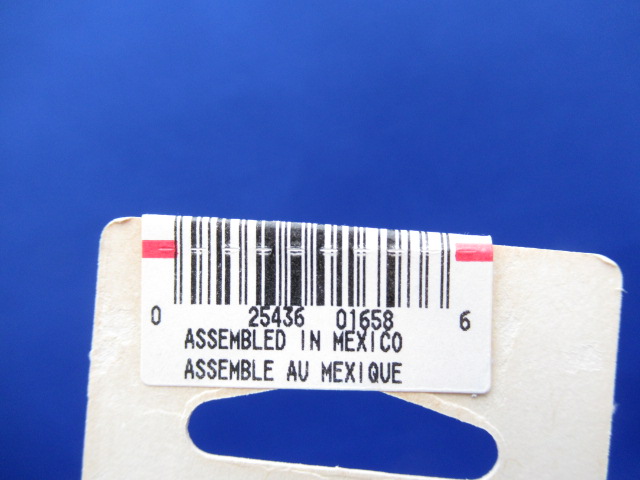 0 25436 01658 6
ASSEMBLED IN MEXICO
ASSEMBLE AU MEXIQUE